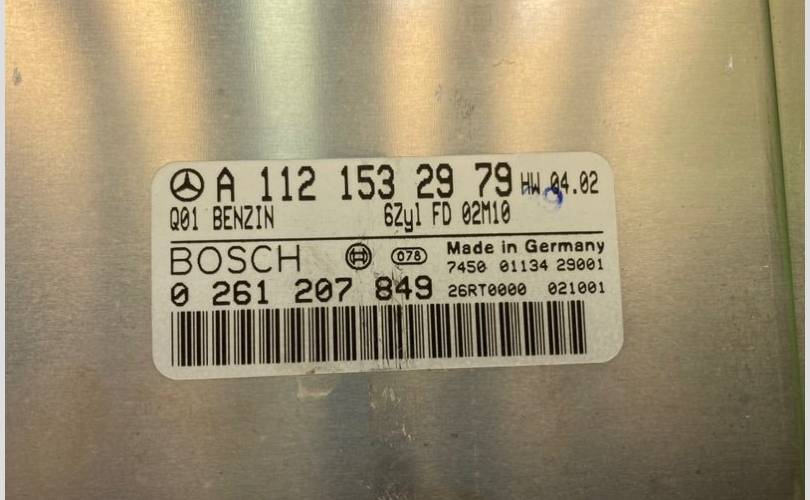 A 112 153 29 79 HW 04.02
Q01 BENZIN 6Zyl FD 02M10
BOSCH 078 Made in Germany
7450 01134 29001
0 261 207 849 26RT0000 021001